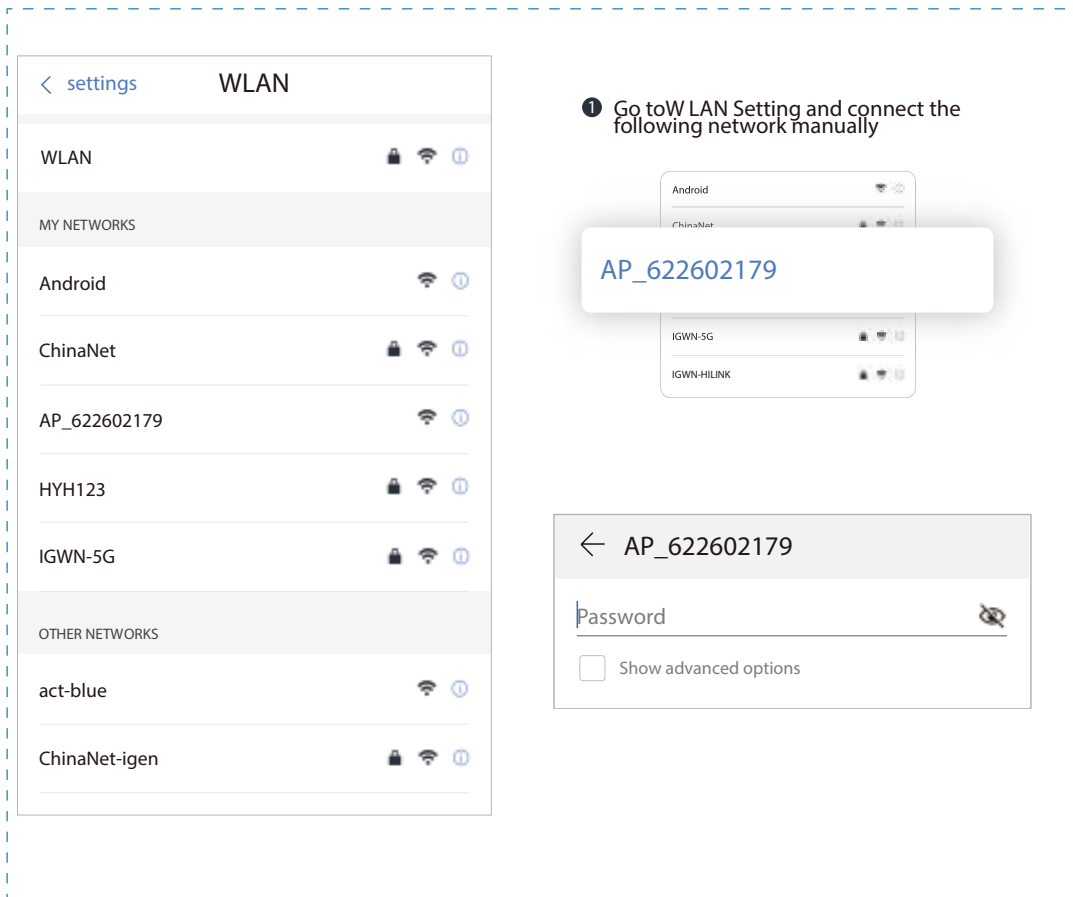 settings WLAN
WLAN
MY NETWORKS
Android
ChinaNet
AP_622602179
HYH123
IGWN-5G
OTHER NETWORKS
act-blue
ChinaNet-igen
1 Go toW LAN Setting and connect the
following network manually
Android
ChinaNet
AP_622602179
IGWN-5G
IGWN-HILINK
AP_622602179
Password
Show advanced options